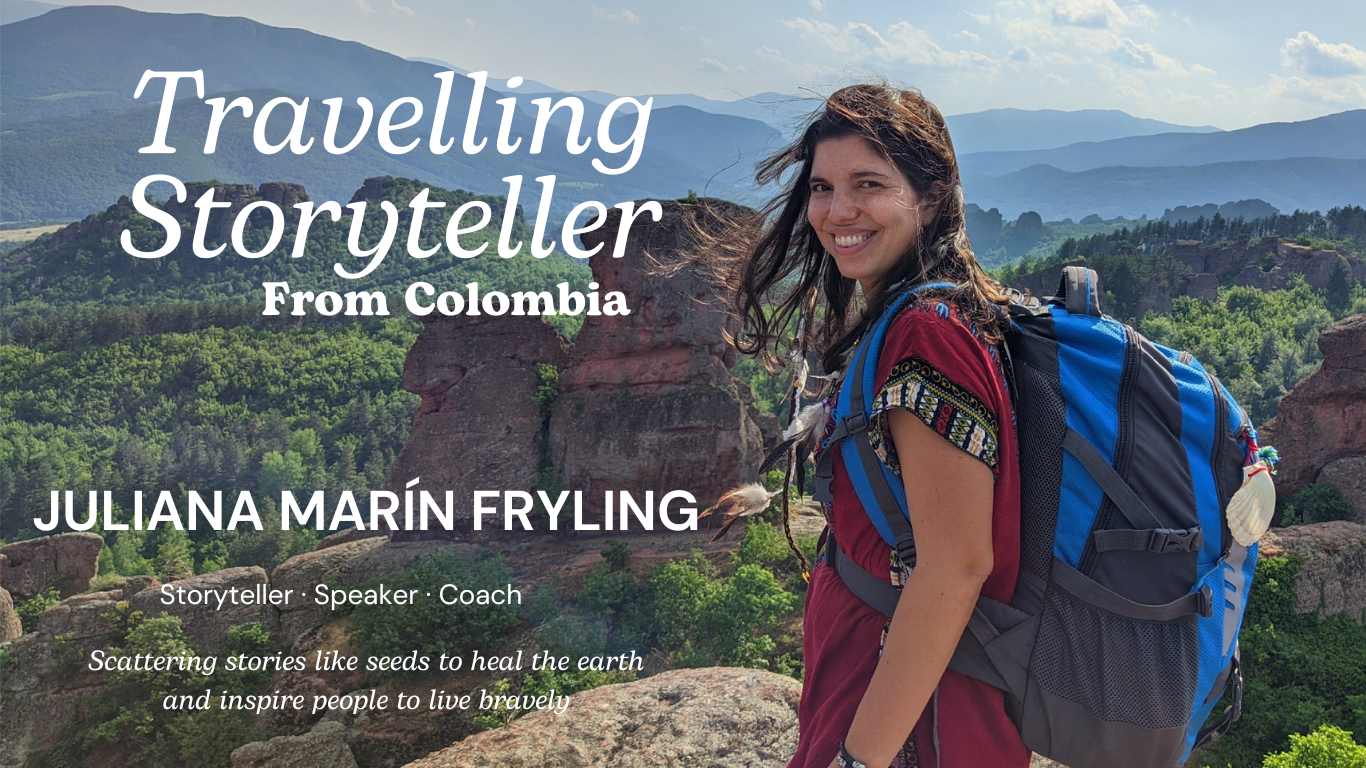 Travelling
Storyteller
From Colombia
JULIANA MARÍN FRYLING
Storyteller · Speaker · Coach
Scattering stories like seeds to heal the earth
and inspire people to live bravely